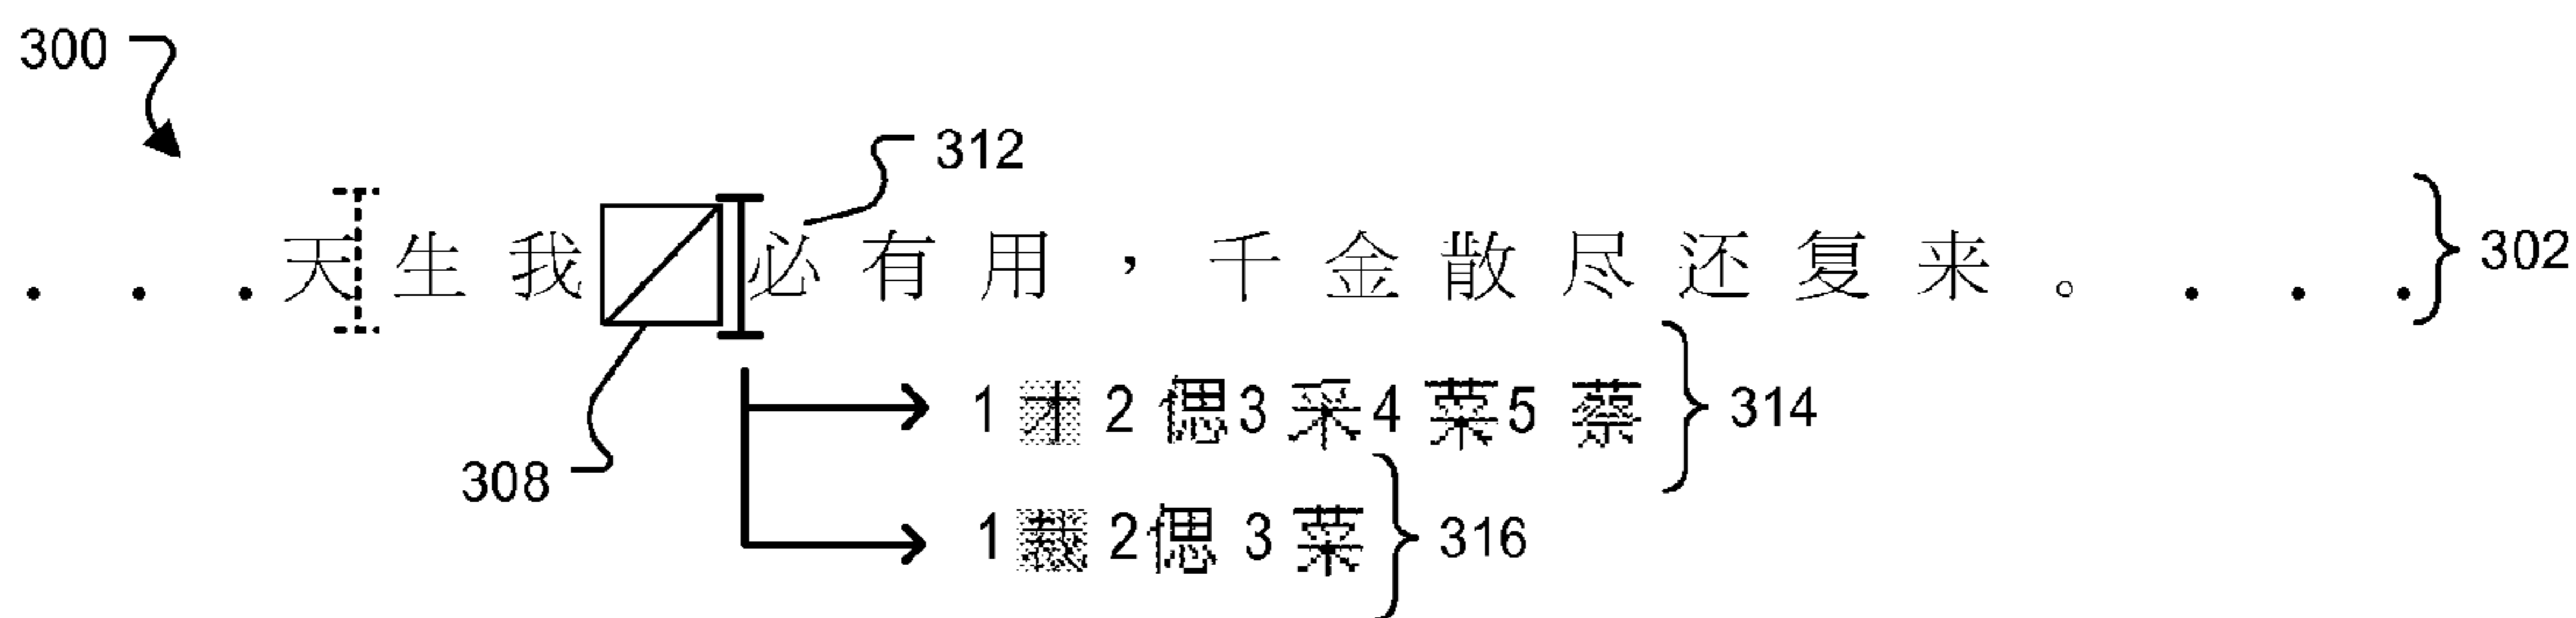 300
312
. . . 天生我必有用，千金散尽还复来。. . . 302
1 才 2 偲 3 采 4 菜 5 蔡 314
308
1 2 偲 3 菜 316